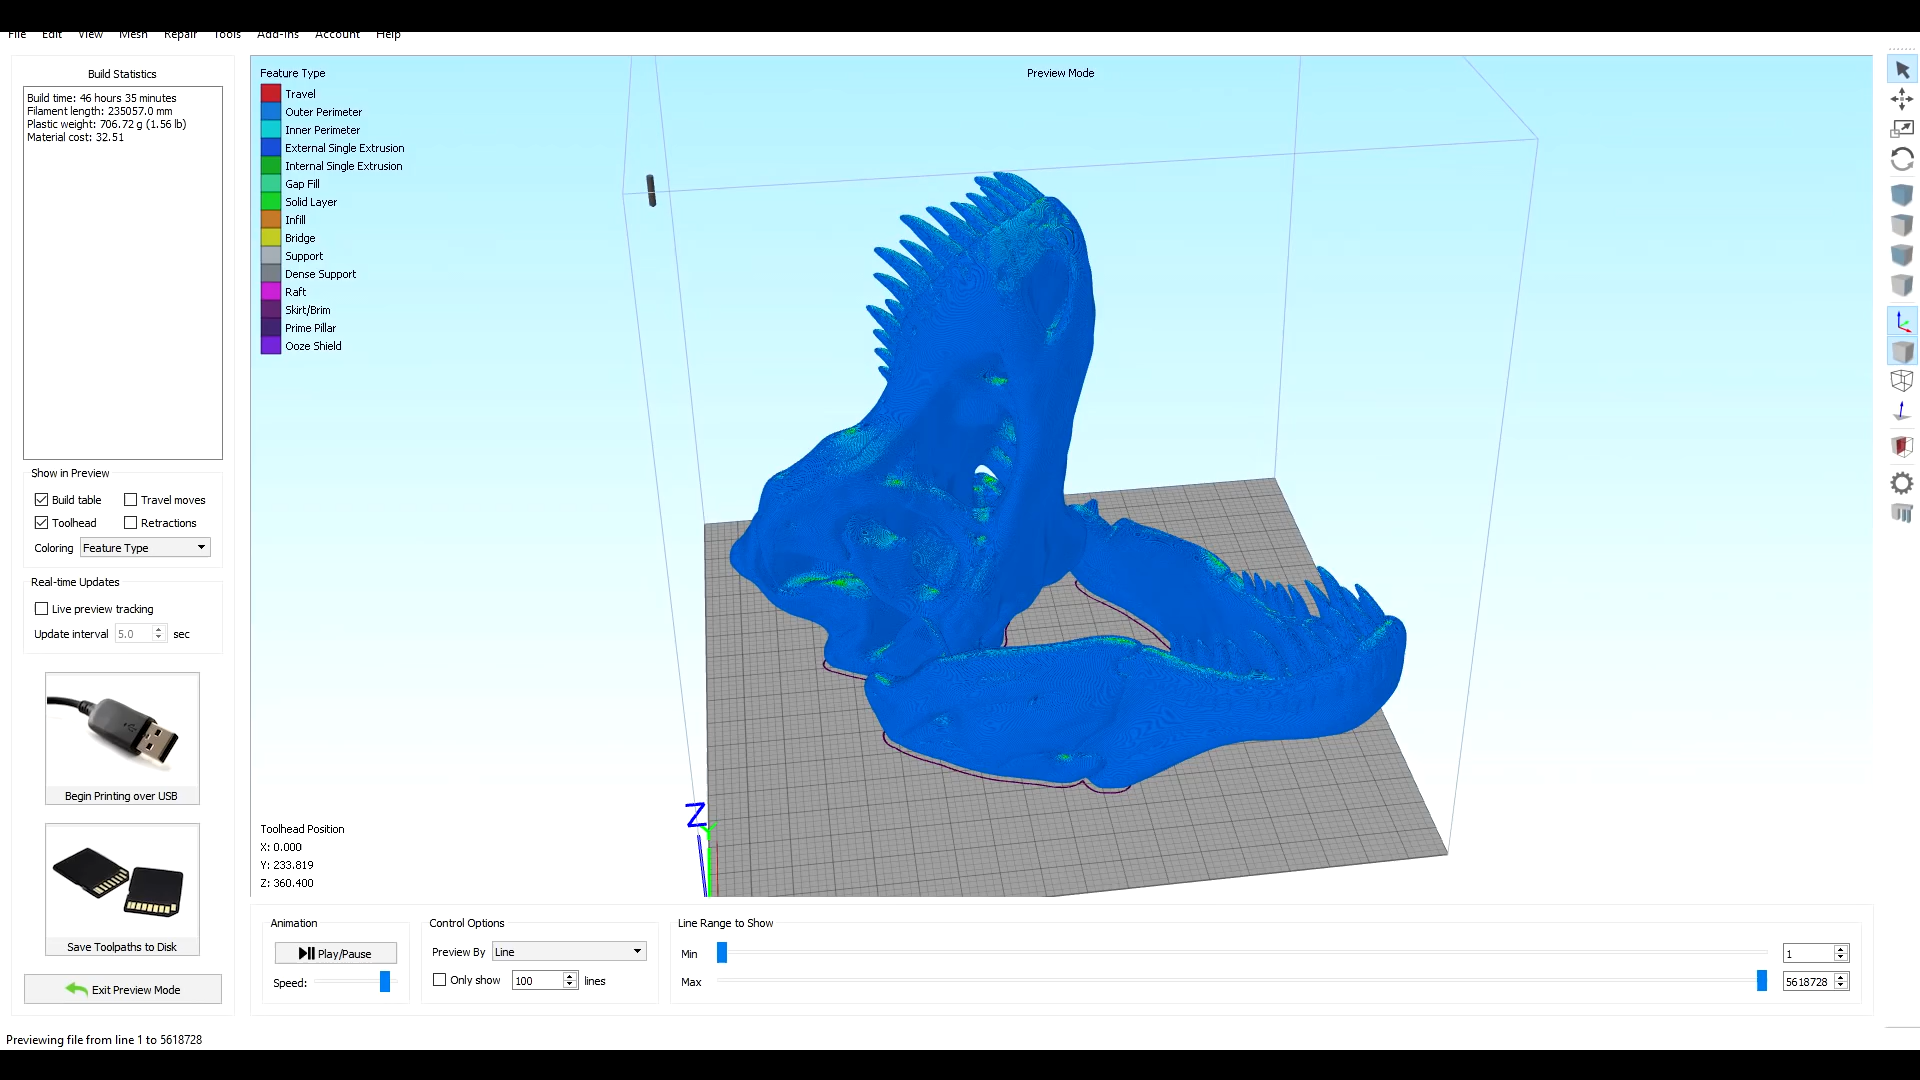 File Edit View Mesh Repair Tools Add-Ins Account Help
Build Statistics
Build time: 46 hours 35 minutes
Filament length: 235057.0 mm
Plastic weight: 706.72 g (1.56 lb)
Material cost: 32.51
Show in Preview
Build table
Travel moves
Toolhead
Retractions
Coloring Feature Type
Real-time Updates
Live preview tracking
Update interval 5.0 sec
Begin Printing over USB
Save Toolpaths to Disk
Exit Preview Mode
Feature Type
Travel
Outer Perimeter
Inner Perimeter
External Single Extrusion
Internal Single Extrusion
Gap Fill
Solid Layer
Infill
Bridge
Support
Dense Support
Raft
Skirt/Brim
Prime Pillar
Ooze Shield
Preview Mode
Z
Y
Toolhead Position
X: 0.000
Y: 233.819
Z: 360.400
Animation
Play/Pause
Speed:
Control Options
Preview By Line
Only show 100 lines
Line Range to Show
Min 1
Max 5618728
Previewing file from line 1 to 5618728